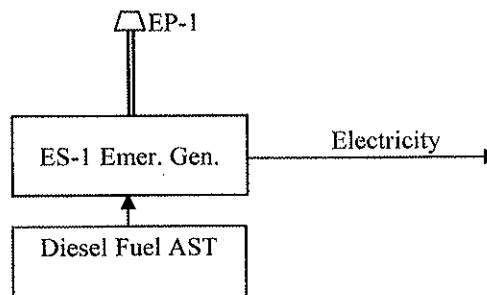 EP-1
ES-1 Emer. Gen.
Electricity
Diesel Fuel AST